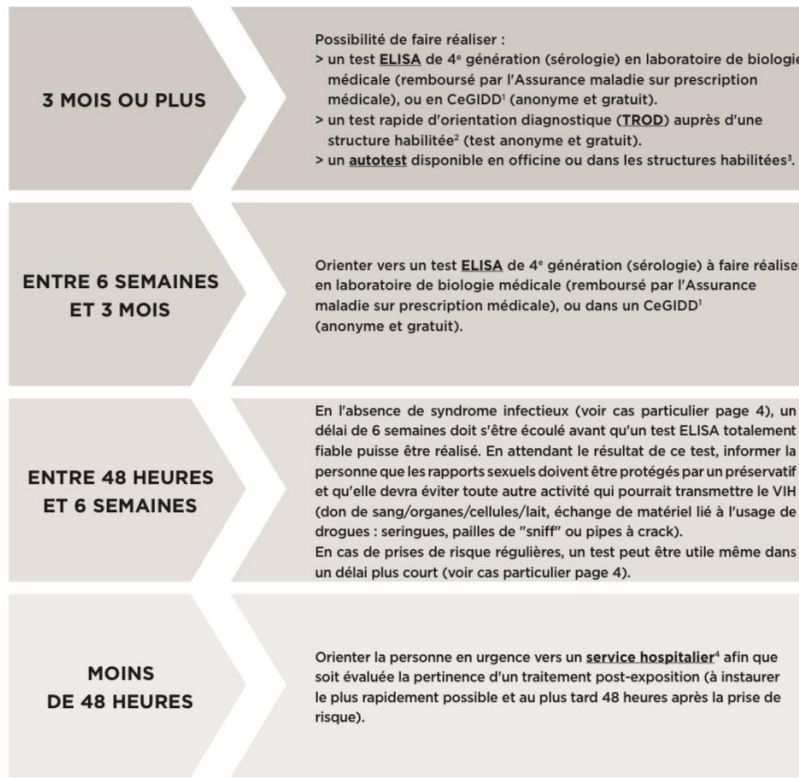 3 MOIS OU PLUS
Possibilité de faire réaliser :
> un test ELISA de 4ᵉ génération (sérologie) en laboratoire de biologie
médicale (remboursé par l'Assurance maladie sur prescription
médicale), ou en CeGIDD¹ (anonyme et gratuit).
> un test rapide d'orientation diagnostique (TROD) auprès d'une
structure habilitée² (test anonyme et gratuit).
> un autotest disponible en officine ou dans les structures habilitées³.
ENTRE 6 SEMAINES
ET 3 MOIS
Orienter vers un test ELISA de 4ᵉ génération (sérologie) à faire réaliser
en laboratoire de biologie médicale (remboursé par l'Assurance
maladie sur prescription médicale), ou dans un CeGIDD¹
(anonyme et gratuit).
ENTRE 48 HEURES
ET 6 SEMAINES
En l'absence de syndrome infectieux (voir cas particulier page 4), un
délai de 6 semaines doit s'être écoulé avant qu'un test ELISA totalement
fiable puisse être réalisé. En attendant le résultat de ce test, informer la
personne que les rapports sexuels doivent être protégés par un préservatif
et qu'elle devra éviter toute autre activité qui pourrait transmettre le VIH
(don de sang/organes/cellules/lait, échange de matériel lié à l'usage de
drogues : seringues, pailles de "sniff" ou pipes à crack).
En cas de prises de risque régulières, un test peut être utile même dans
un délai plus court (voir cas particulier page 4).
MOINS
DE 48 HEURES
Orienter la personne en urgence vers un service hospitalier⁴ afin que
soit évaluée la pertinence d'un traitement post-exposition (à instaurer
le plus rapidement possible et au plus tard 48 heures après la prise de
risque).